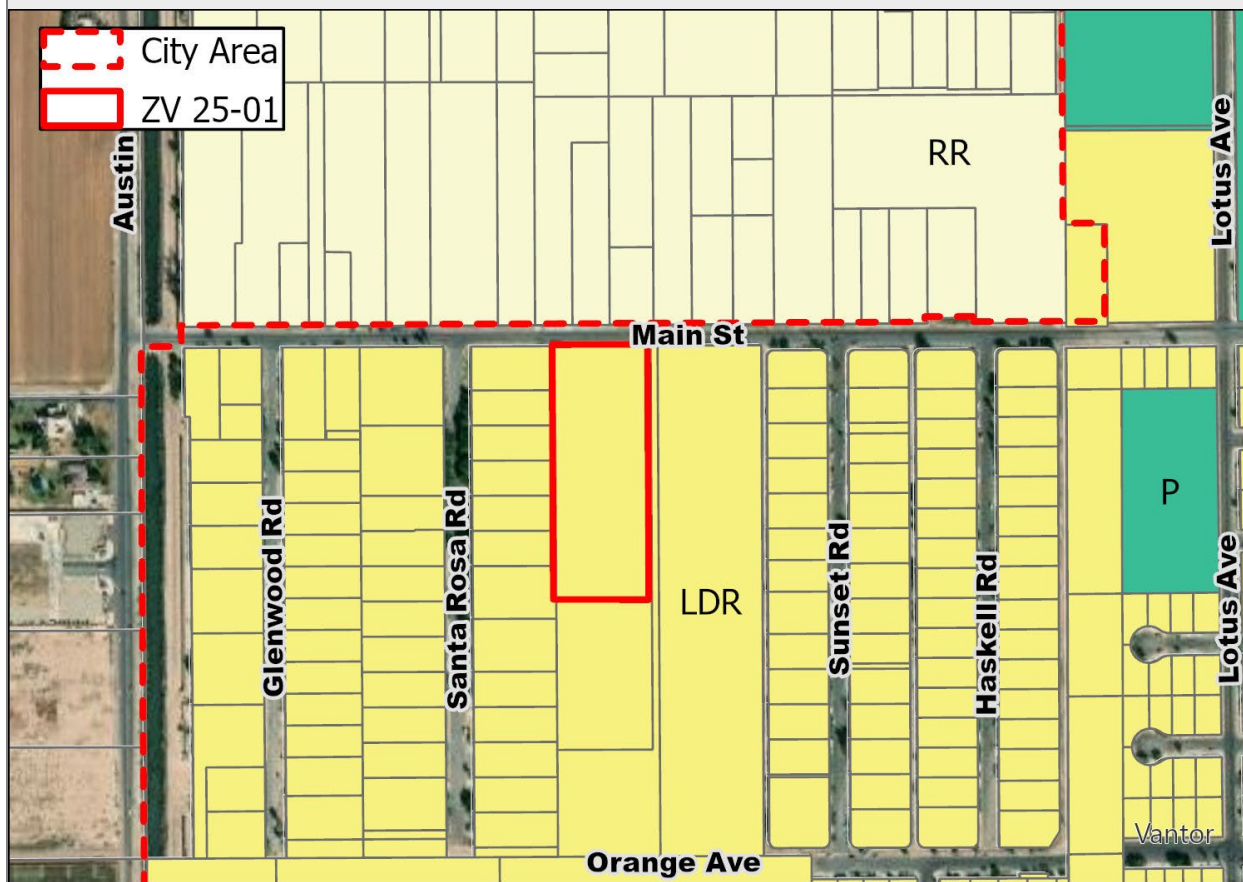 City Area
ZV 25-01
Austin
RR
Lotus Ave
Main St
Glenwood Rd
Santa Rosa Rd
LDR
Sunset Rd
Haskell Rd
P
Lotus Ave
Vantor
Orange Ave